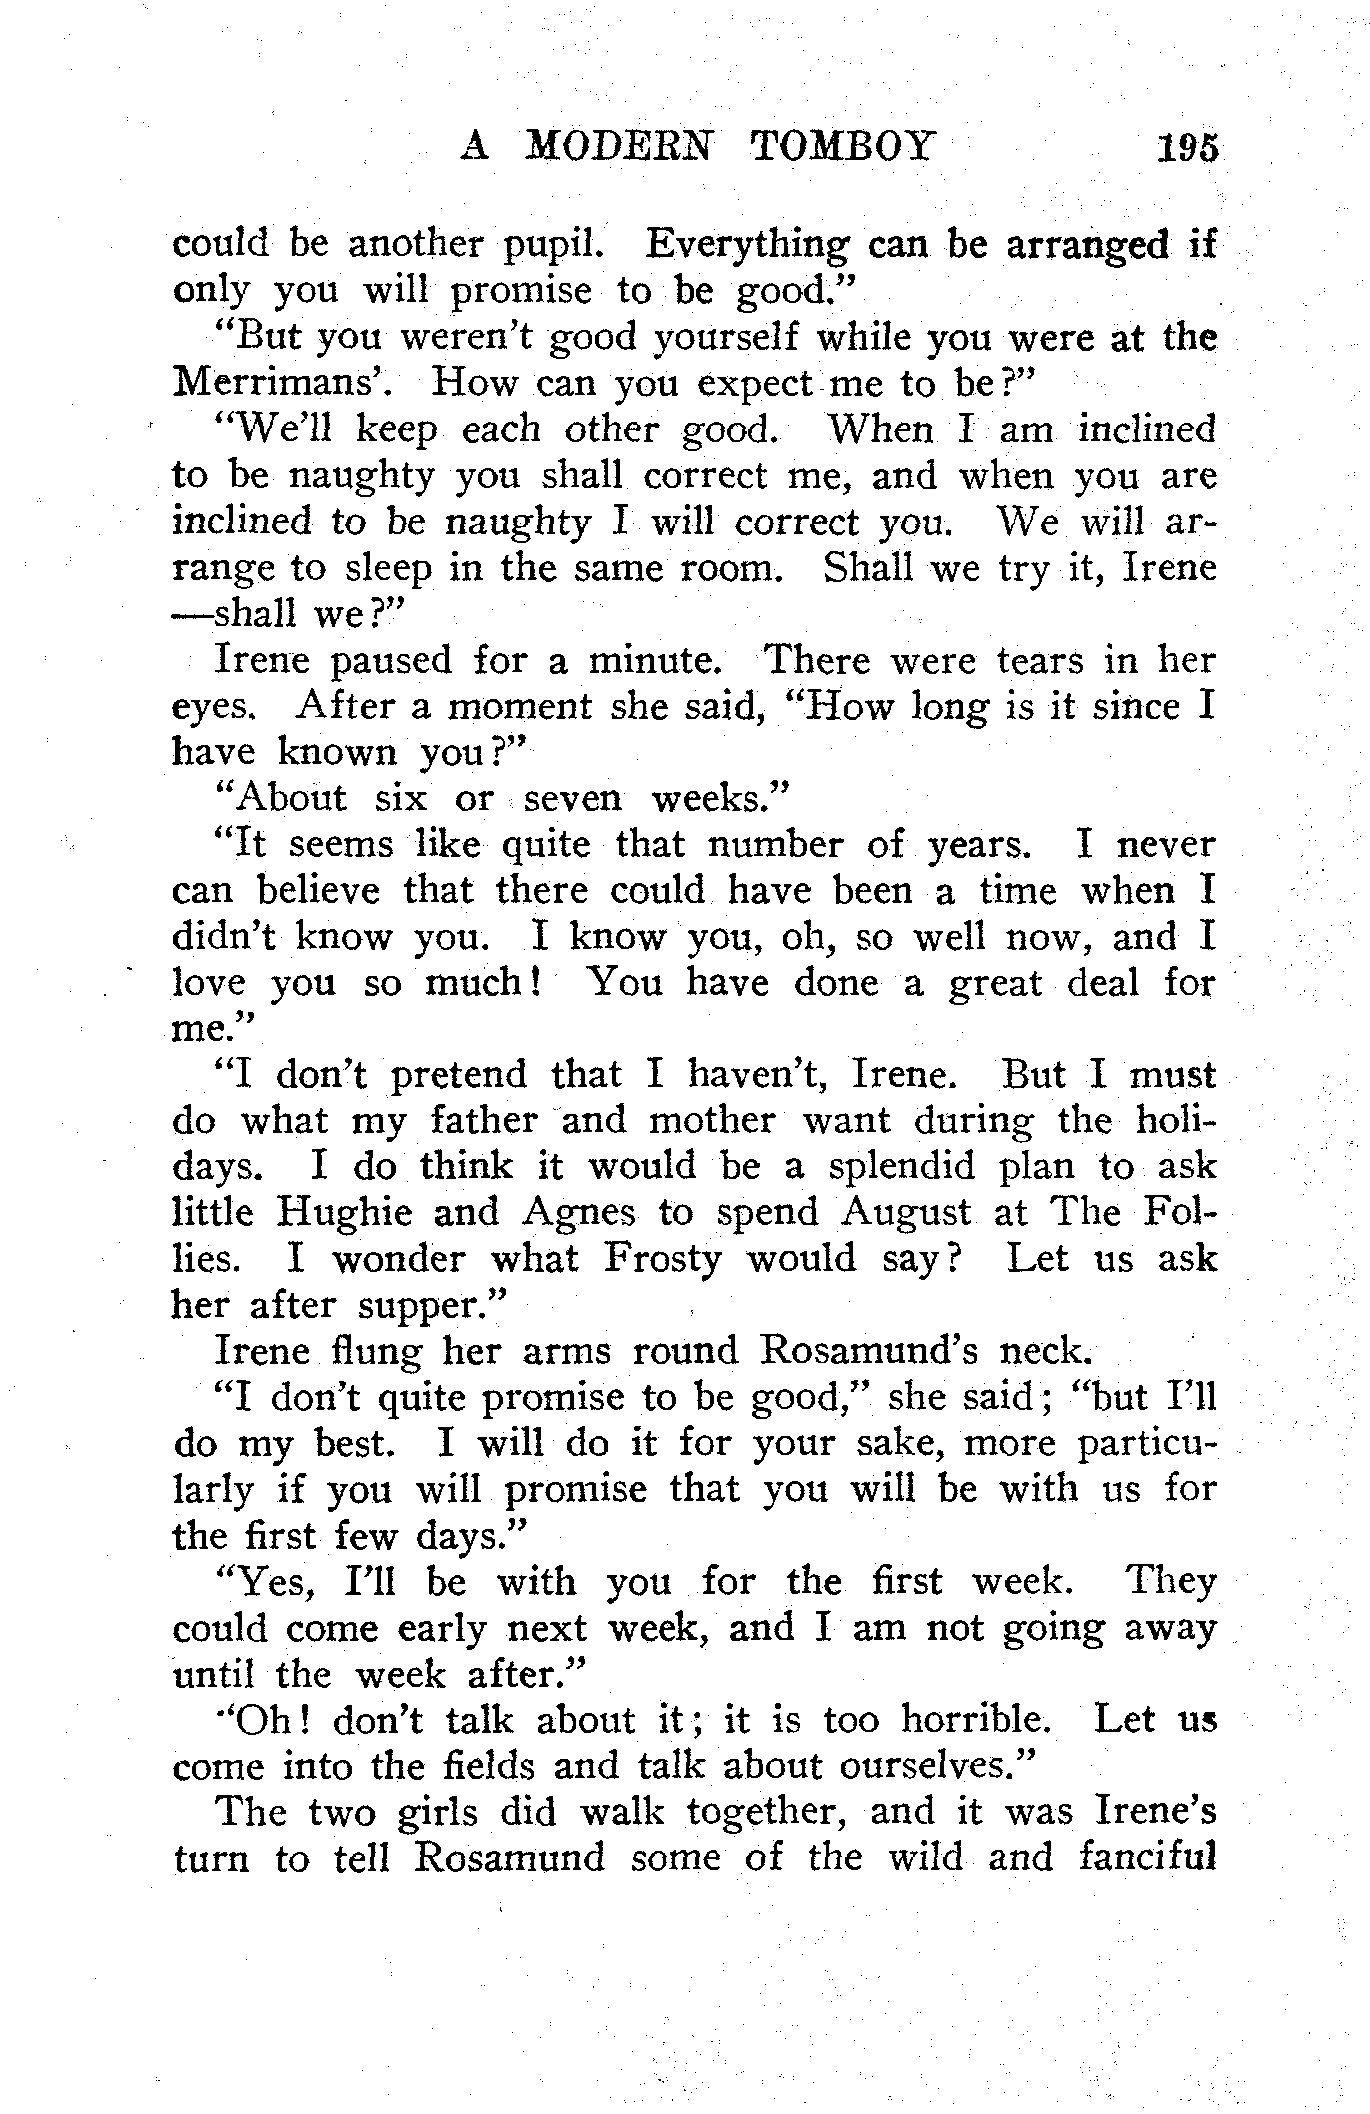 A MODERN TOMBOY 195
could be another pupil. Everything can be arranged if
only you will promise to be good.”
“But you weren’t good yourself while you were at the
Merrimans’. How can you expect me to be?”
“We’ll keep each other good. When I am inclined
to be naughty you shall correct me, and when you are
inclined to be naughty I will correct you. We will ar-
range to sleep in the same room. Shall we try it, Irene
—shall we?”
Irene paused for a minute. There were tears in her
eyes. After a moment she said, “How long is it since I
have known you?”
“About six or seven weeks.”
“It seems like quite that number of years. I never
can believe that there could have been a time when I
didn’t know you. I know you, oh, so well now, and I
love you so much! You have done a great deal for
me.”
“I don’t pretend that I haven’t, Irene. But I must
do what my father and mother want during the holi-
days. I do think it would be a splendid plan to ask
little Hughie and Agnes to spend August at The Fol-
lies. I wonder what Frosty would say? Let us ask
her after supper.”
Irene flung her arms round Rosamund’s neck.
“I don’t quite promise to be good,” she said; “but I’ll
do my best. I will do it for your sake, more particu-
larly if you will promise that you will be with us for
the first few days.”
“Yes, I’ll be with you for the first week. They
could come early next week, and I am not going away
until the week after.”
“Oh! don’t talk about it; it is too horrible. Let us
come into the fields and talk about ourselves.”
The two girls did walk together, and it was Irene’s
turn to tell Rosamund some of the wild and fanciful